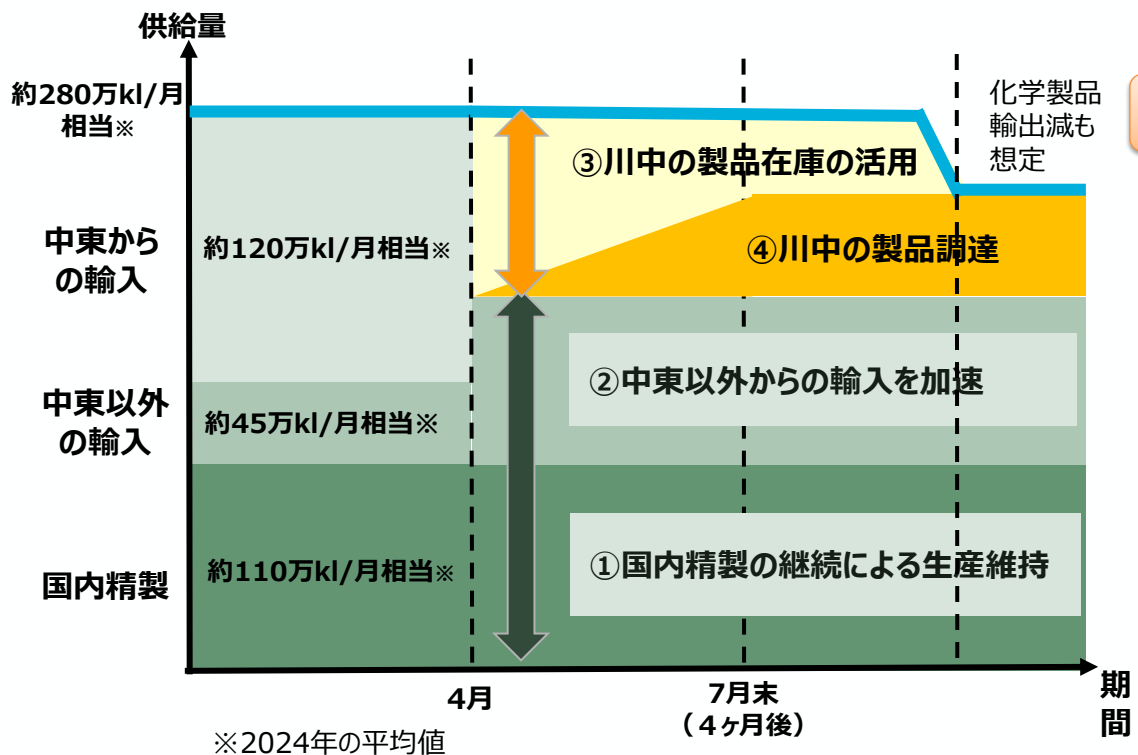 供給量
約280万kl/月
相当※
化学製品
輸出減も
想定
③川中の製品在庫の活用
中東から
の輸入
約120万kl/月相当※
④川中の製品調達
②中東以外からの輸入を加速
中東以外
の輸入
約45万kl/月相当※
国内精製
約110万kl/月相当※
①国内精製の継続による生産維持
4月
7月末
(4ヶ月後)
期
間
※2024年の平均値